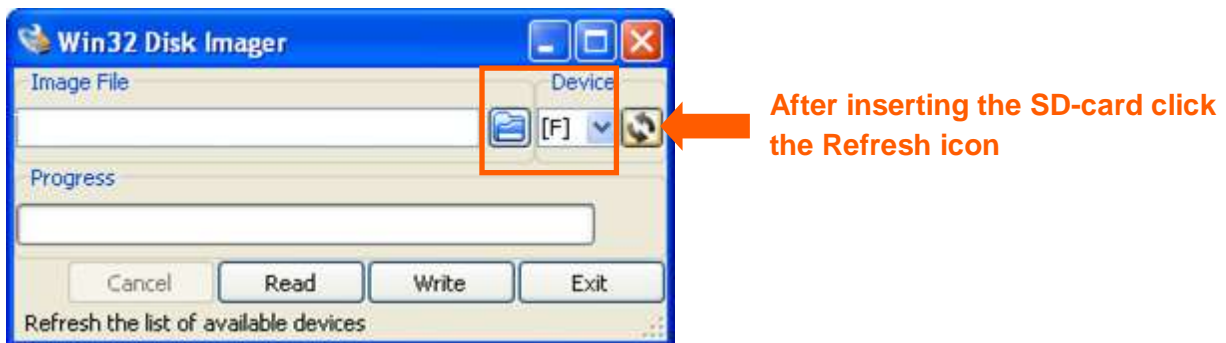 Win32 Disk Imager
Image File
Device
[F]
After inserting the SD-card click
the Refresh icon
Progress
Cancel Read Write Exit
Refresh the list of available devices